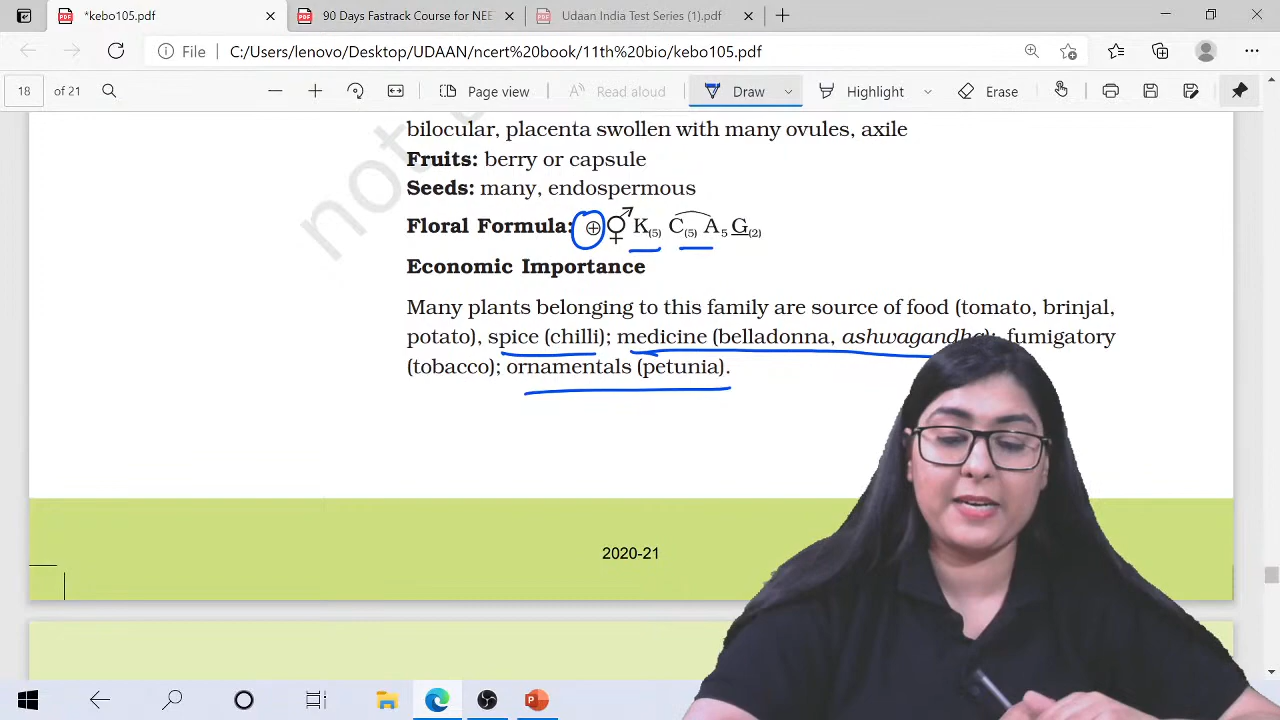 *kebo105.pdf
90 Days Fastrack Course for NEE
Udaan India Test Series (1).pdf
File C:/Users/lenovo/Desktop/UDAAN/ncert%20book/11th%20bio/kebo105.pdf
18 of 21 Page view Read aloud Draw Highlight Erase
bilocular, placenta swollen with many ovules, axile
Fruits: berry or capsule
Seeds: many, endospermous
Floral Formula: ⊕ ⚥ K(5) C(5) A5 G(2)
Economic Importance
Many plants belonging to this family are source of food (tomato, brinjal,
potato), spice (chilli); medicine (belladonna, ashwagandha); fumigatory
(tobacco); ornamentals (petunia).
not
2020-21